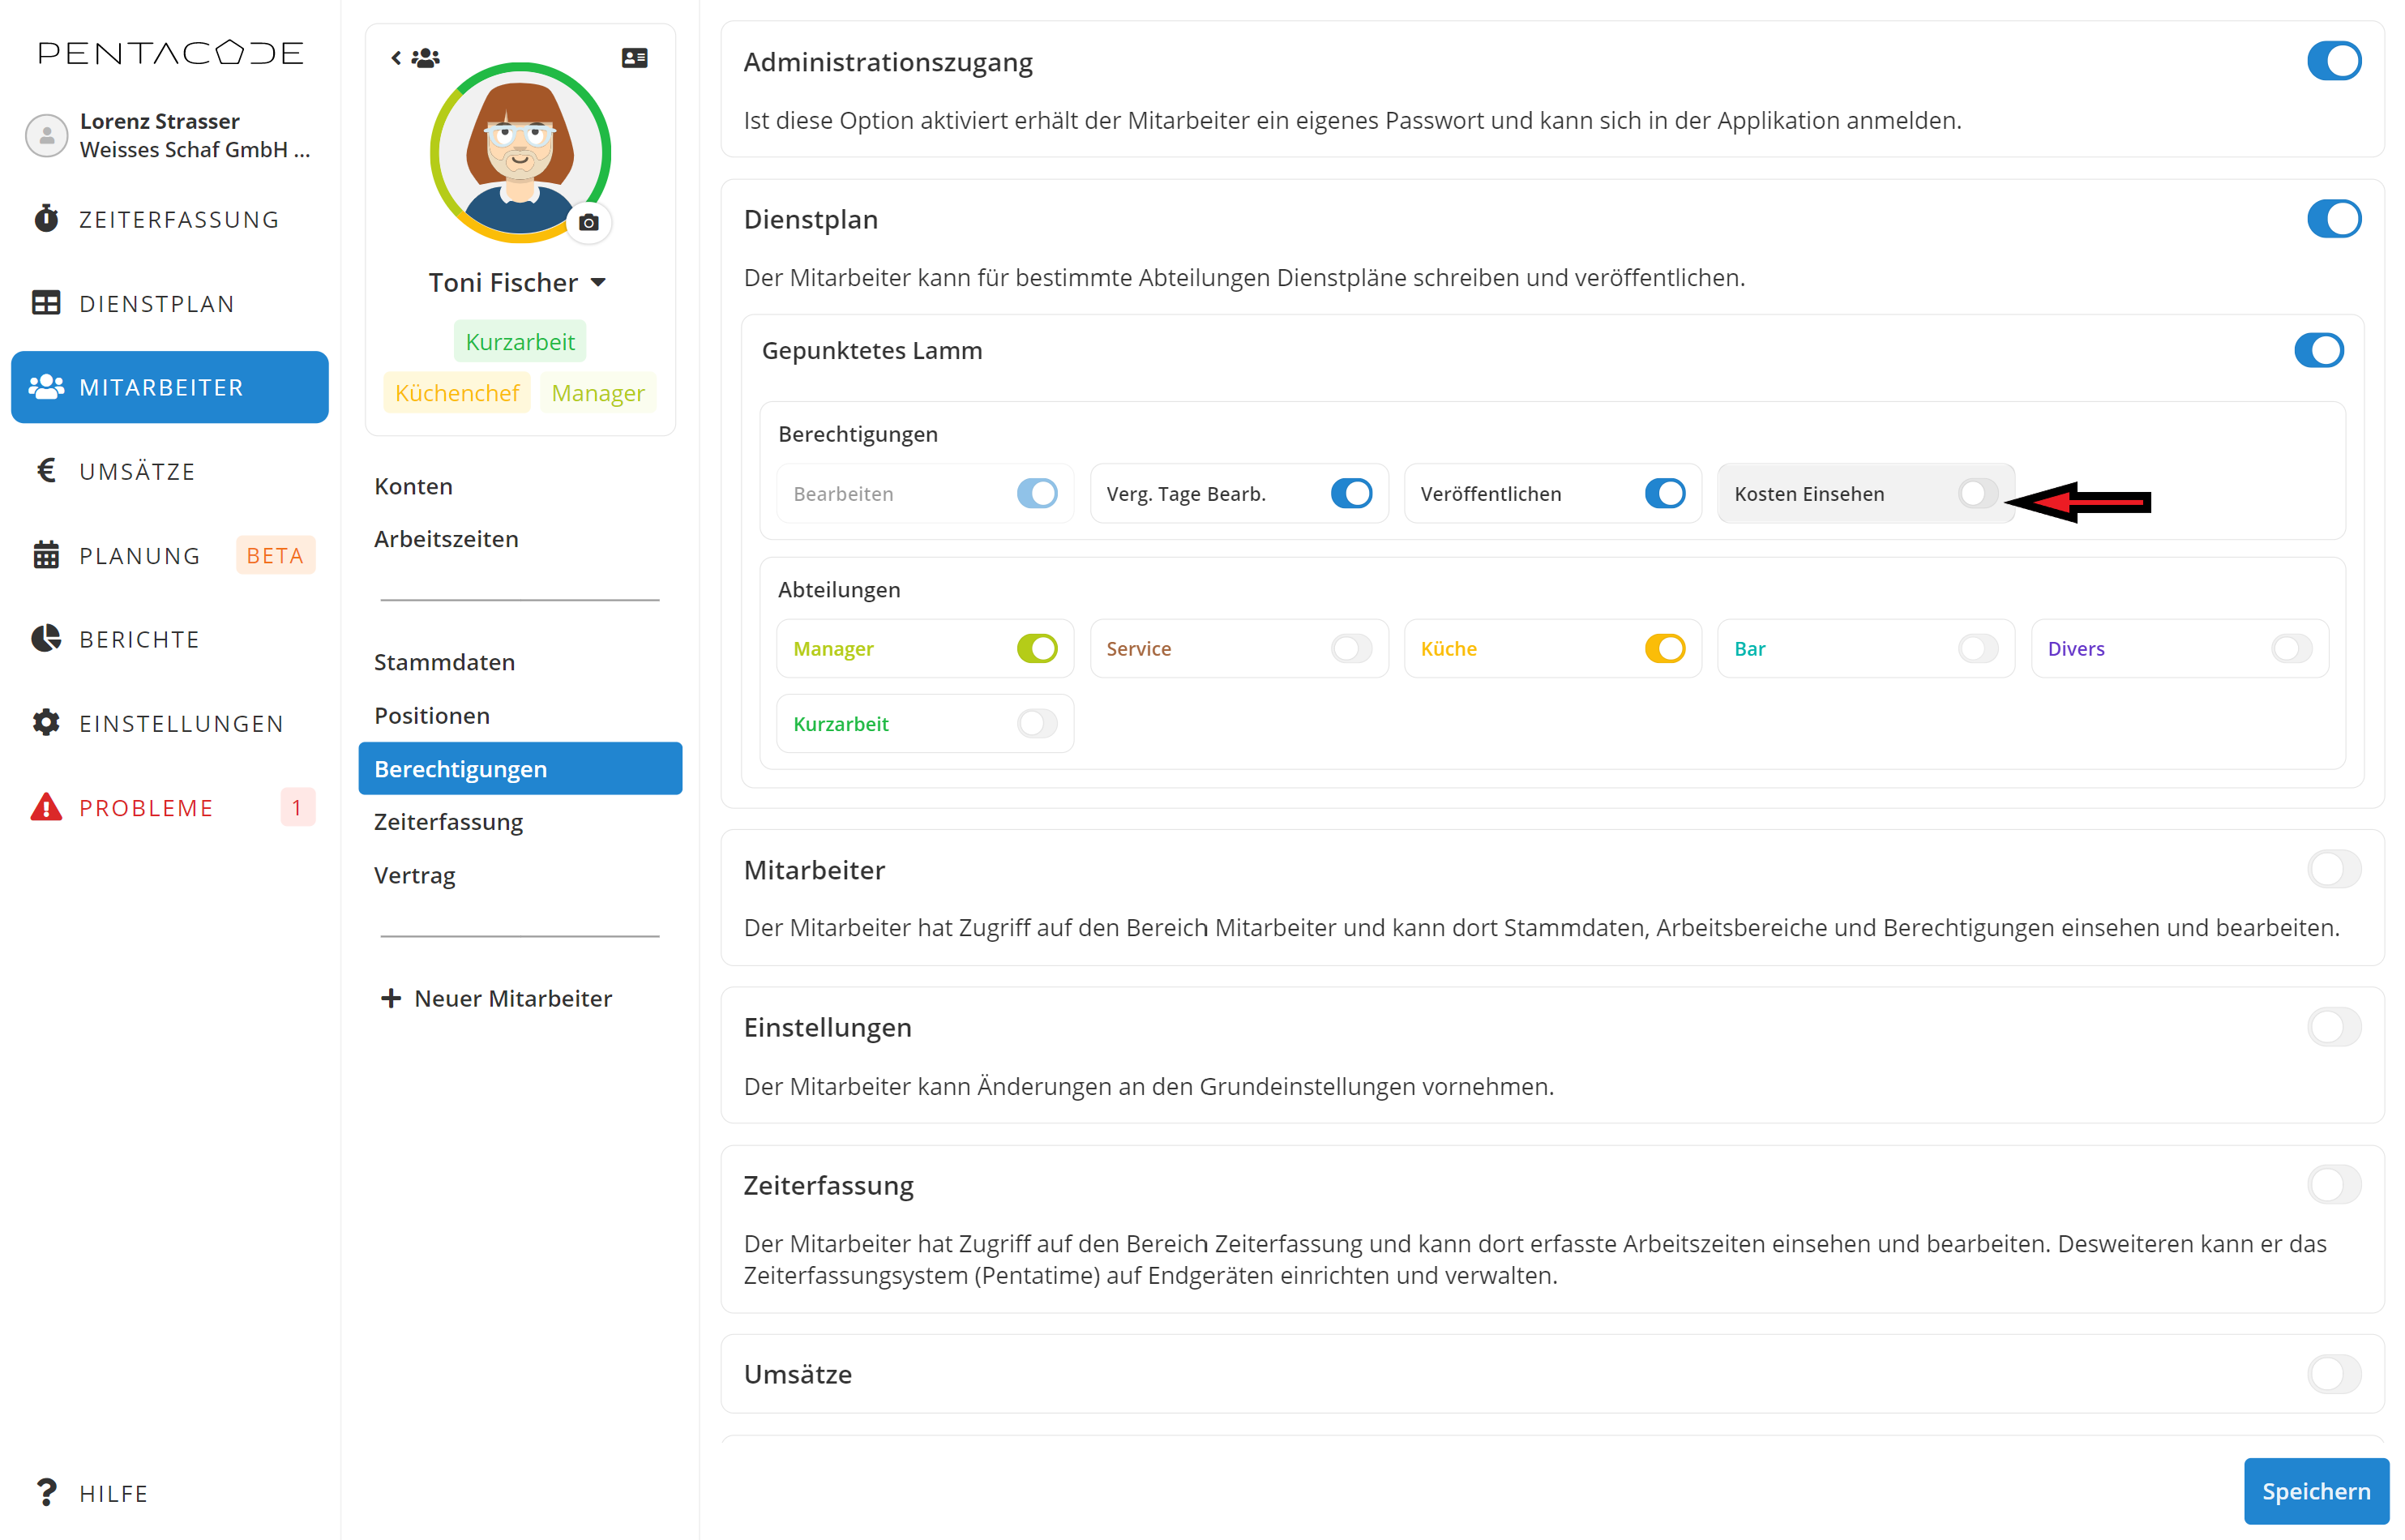 PENTACODE
Lorenz Strasser
Weisses Schaf GmbH ...
ZEITERFASSUNG
DIENSTPLAN
MITARBEITER
UMSÄTZE
PLANUNG BETA
BERICHTE
EINSTELLUNGEN
PROBLEME 1
HILFE
Toni Fischer
Kurzarbeit
Küchenchef Manager
Konten
Arbeitszeiten
Stammdaten
Positionen
Berechtigungen
Zeiterfassung
Vertrag
Neuer Mitarbeiter
Administrationszugang
Ist diese Option aktiviert erhält der Mitarbeiter ein eigenes Passwort und kann sich in der Applikation anmelden.
Dienstplan
Der Mitarbeiter kann für bestimmte Abteilungen Dienstpläne schreiben und veröffentlichen.
Gepunktetes Lamm
Berechtigungen
Bearbeiten Verg. Tage Bearb. Veröffentlichen Kosten Einsehen
Abteilungen
Manager Service Küche Bar Divers
Kurzarbeit
Mitarbeiter
Der Mitarbeiter hat Zugriff auf den Bereich Mitarbeiter und kann dort Stammdaten, Arbeitsbereiche und Berechtigungen einsehen und bearbeiten.
Einstellungen
Der Mitarbeiter kann Änderungen an den Grundeinstellungen vornehmen.
Zeiterfassung
Der Mitarbeiter hat Zugriff auf den Bereich Zeiterfassung und kann dort erfasste Arbeitszeiten einsehen und bearbeiten. Desweiteren kann er das
Zeiterfassungsystem (Pentatime) auf Endgeräten einrichten und verwalten.
Umsätze
Speichern